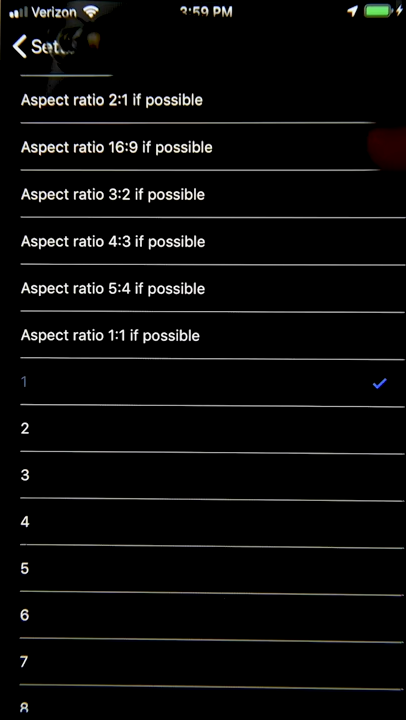 Verizon 3:59 PM
Aspect ratio 2:1 if possible
Aspect ratio 16:9 if possible
Aspect ratio 3:2 if possible
Aspect ratio 4:3 if possible
Aspect ratio 5:4 if possible
Aspect ratio 1:1 if possible
1
2
3
4
5
6
7
8